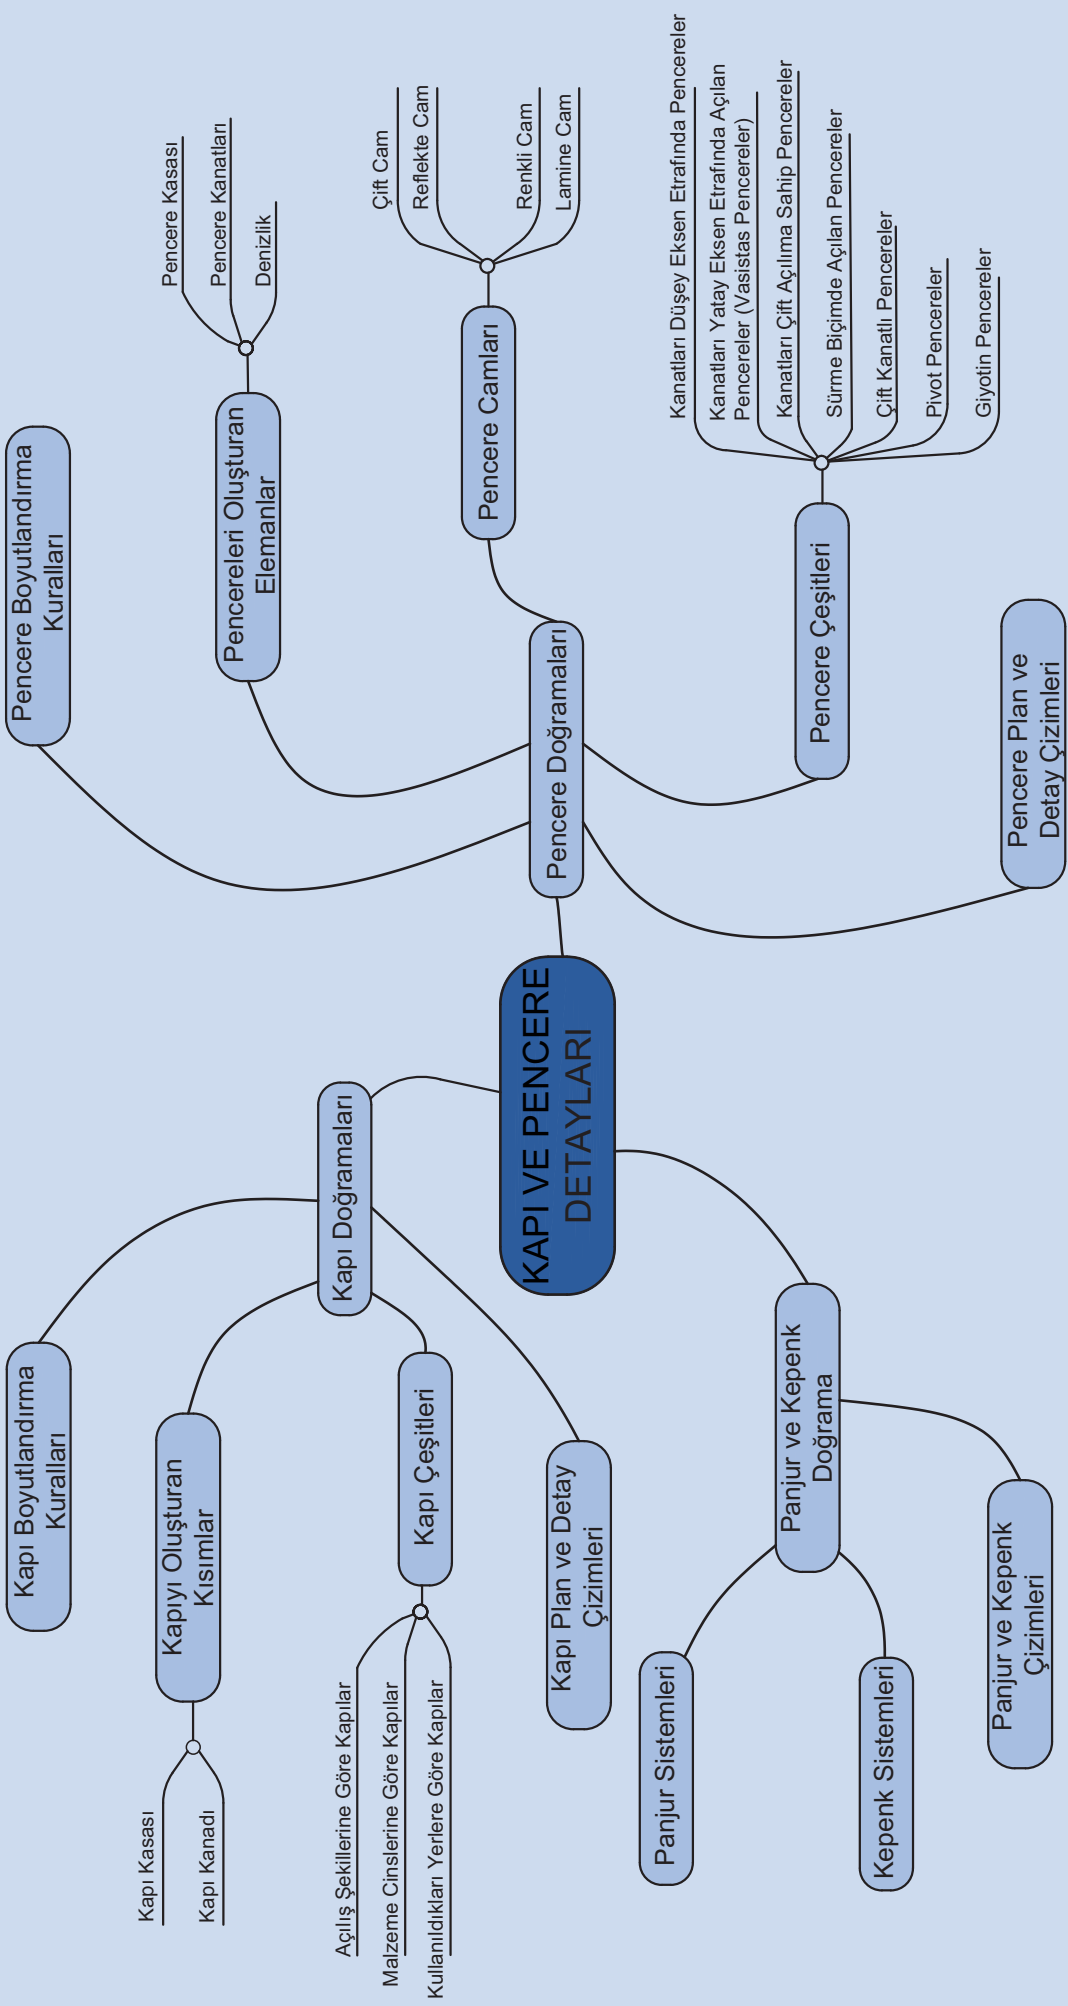 KAPI VE PENCERE
DETAYLARI
Kapı Doğramaları
Kapı Boyutlandırma
Kuralları
Kapıyı Oluşturan
Kısımlar
Kapı Kasası
Kapı Kanadı
Kapı Çeşitleri
Açılış Şekillerine Göre Kapılar
Malzeme Cinslerine Göre Kapılar
Kullanıldıkları Yerlere Göre Kapılar
Kapı Plan ve Detay
Çizimleri
Pencere Doğramaları
Pencere Boyutlandırma
Kuralları
Pencereleri Oluşturan
Elemanlar
Pencere Kasası
Pencere Kanatları
Denizlik
Pencere Camları
Çift Cam
Reflekte Cam
Renkli Cam
Lamine Cam
Pencere Çeşitleri
Kanatları Düşey Eksen Etrafında Pencereler
Kanatları Yatay Eksen Etrafında Açılan
Pencereler (Vasistas Pencereler)
Kanatları Çift Açılıma Sahip Pencereler
Sürme Biçimde Açılan Pencereler
Çift Kanatlı Pencereler
Pivot Pencereler
Giyotin Pencereler
Pencere Plan ve
Detay Çizimleri
Panjur ve Kepenk
Doğrama
Panjur Sistemleri
Kepenk Sistemleri
Panjur ve Kepenk
Çizimleri